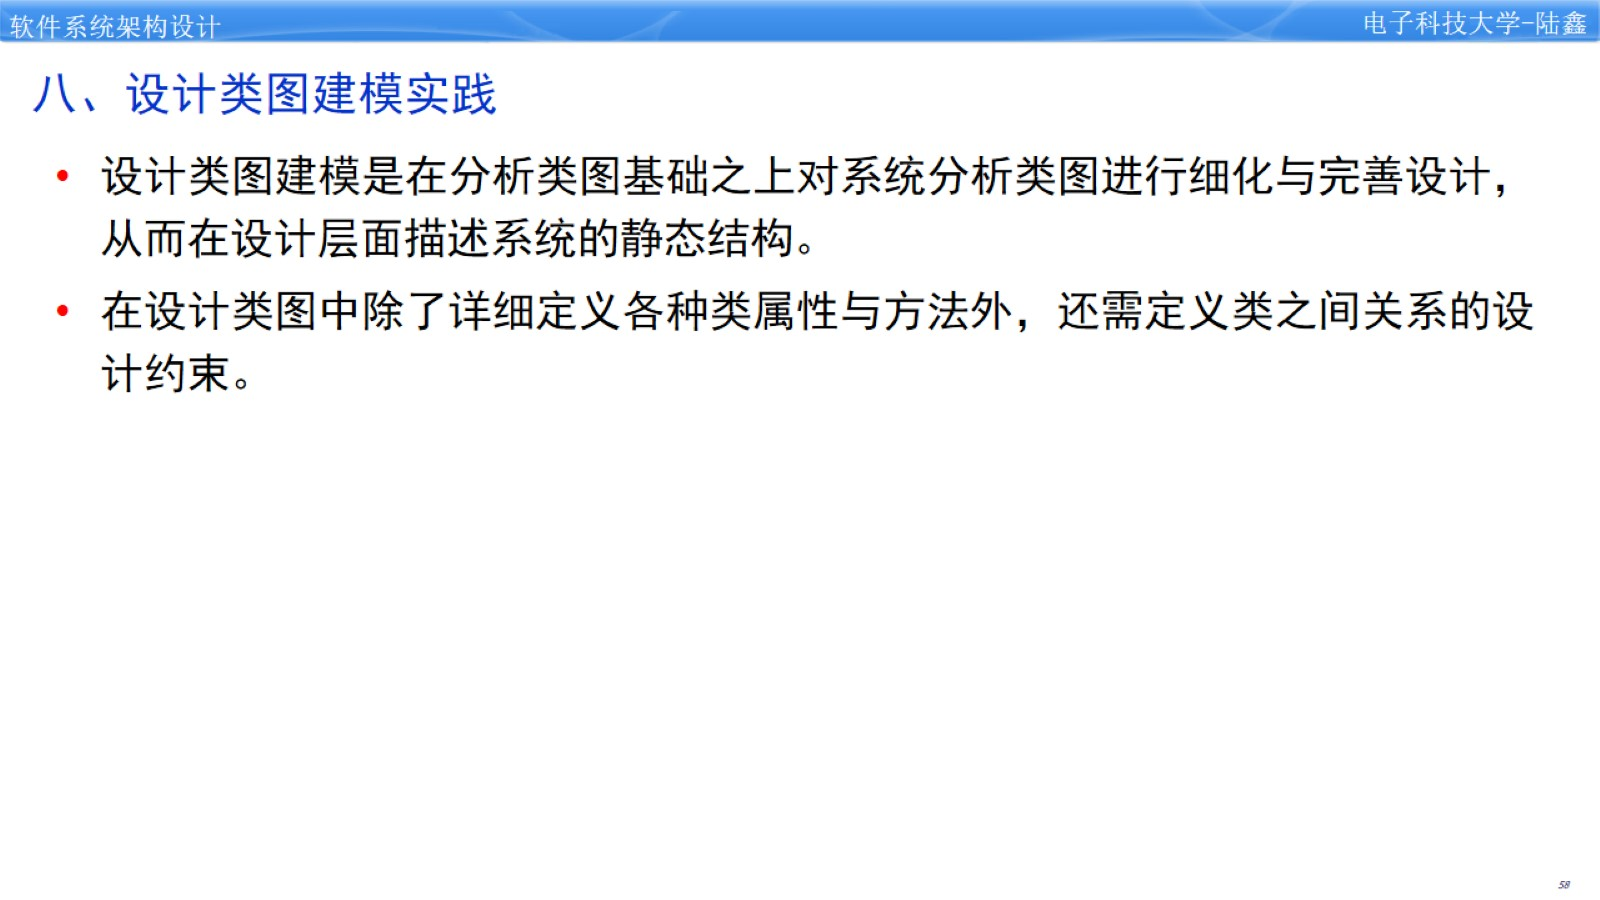 软件系统架构设计
电子科技大学-陆鑫
八、设计类图建模实践
• 设计类图建模是在分析类图基础之上对系统分析类图进行细化与完善设计，
从而在设计层面描述系统的静态结构。
• 在设计类图中除了详细定义各种类属性与方法外，还需定义类之间关系的设
计约束。
58